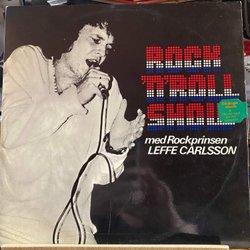 ROCK
'N'ROLL
SHOW
med Rockprinsen
LEFFE CARLSSON